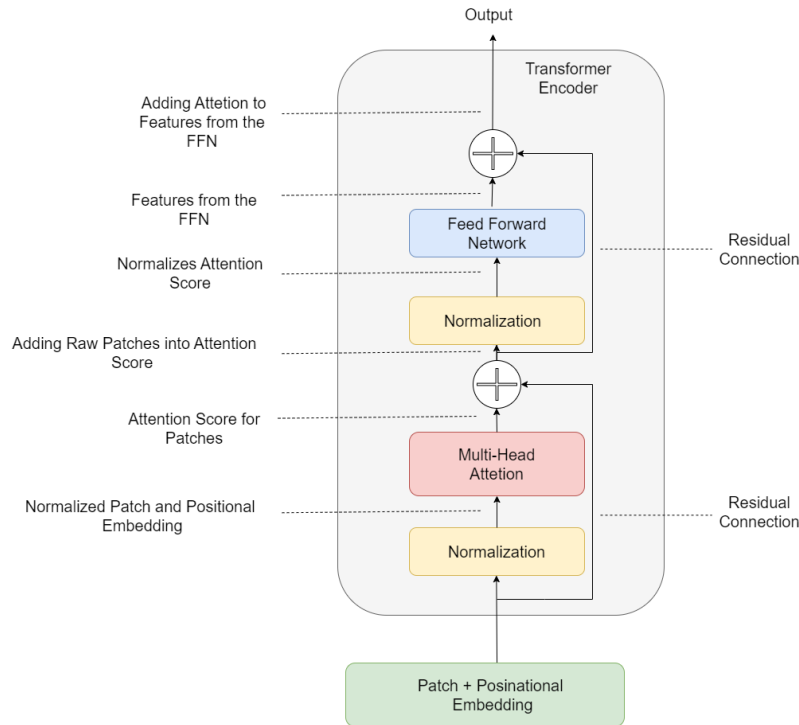 Output
Transformer
Encoder
Adding Attetion to
Features from the
FFN
Features from the
FFN
Feed Forward
Network
Residual
Connection
Normalizes Attention
Score
Normalization
Adding Raw Patches into Attention
Score
Attention Score for
Patches
Multi-Head
Attetion
Normalized Patch and Positional
Embedding
Residual
Connection
Normalization
Patch + Posinational
Embedding